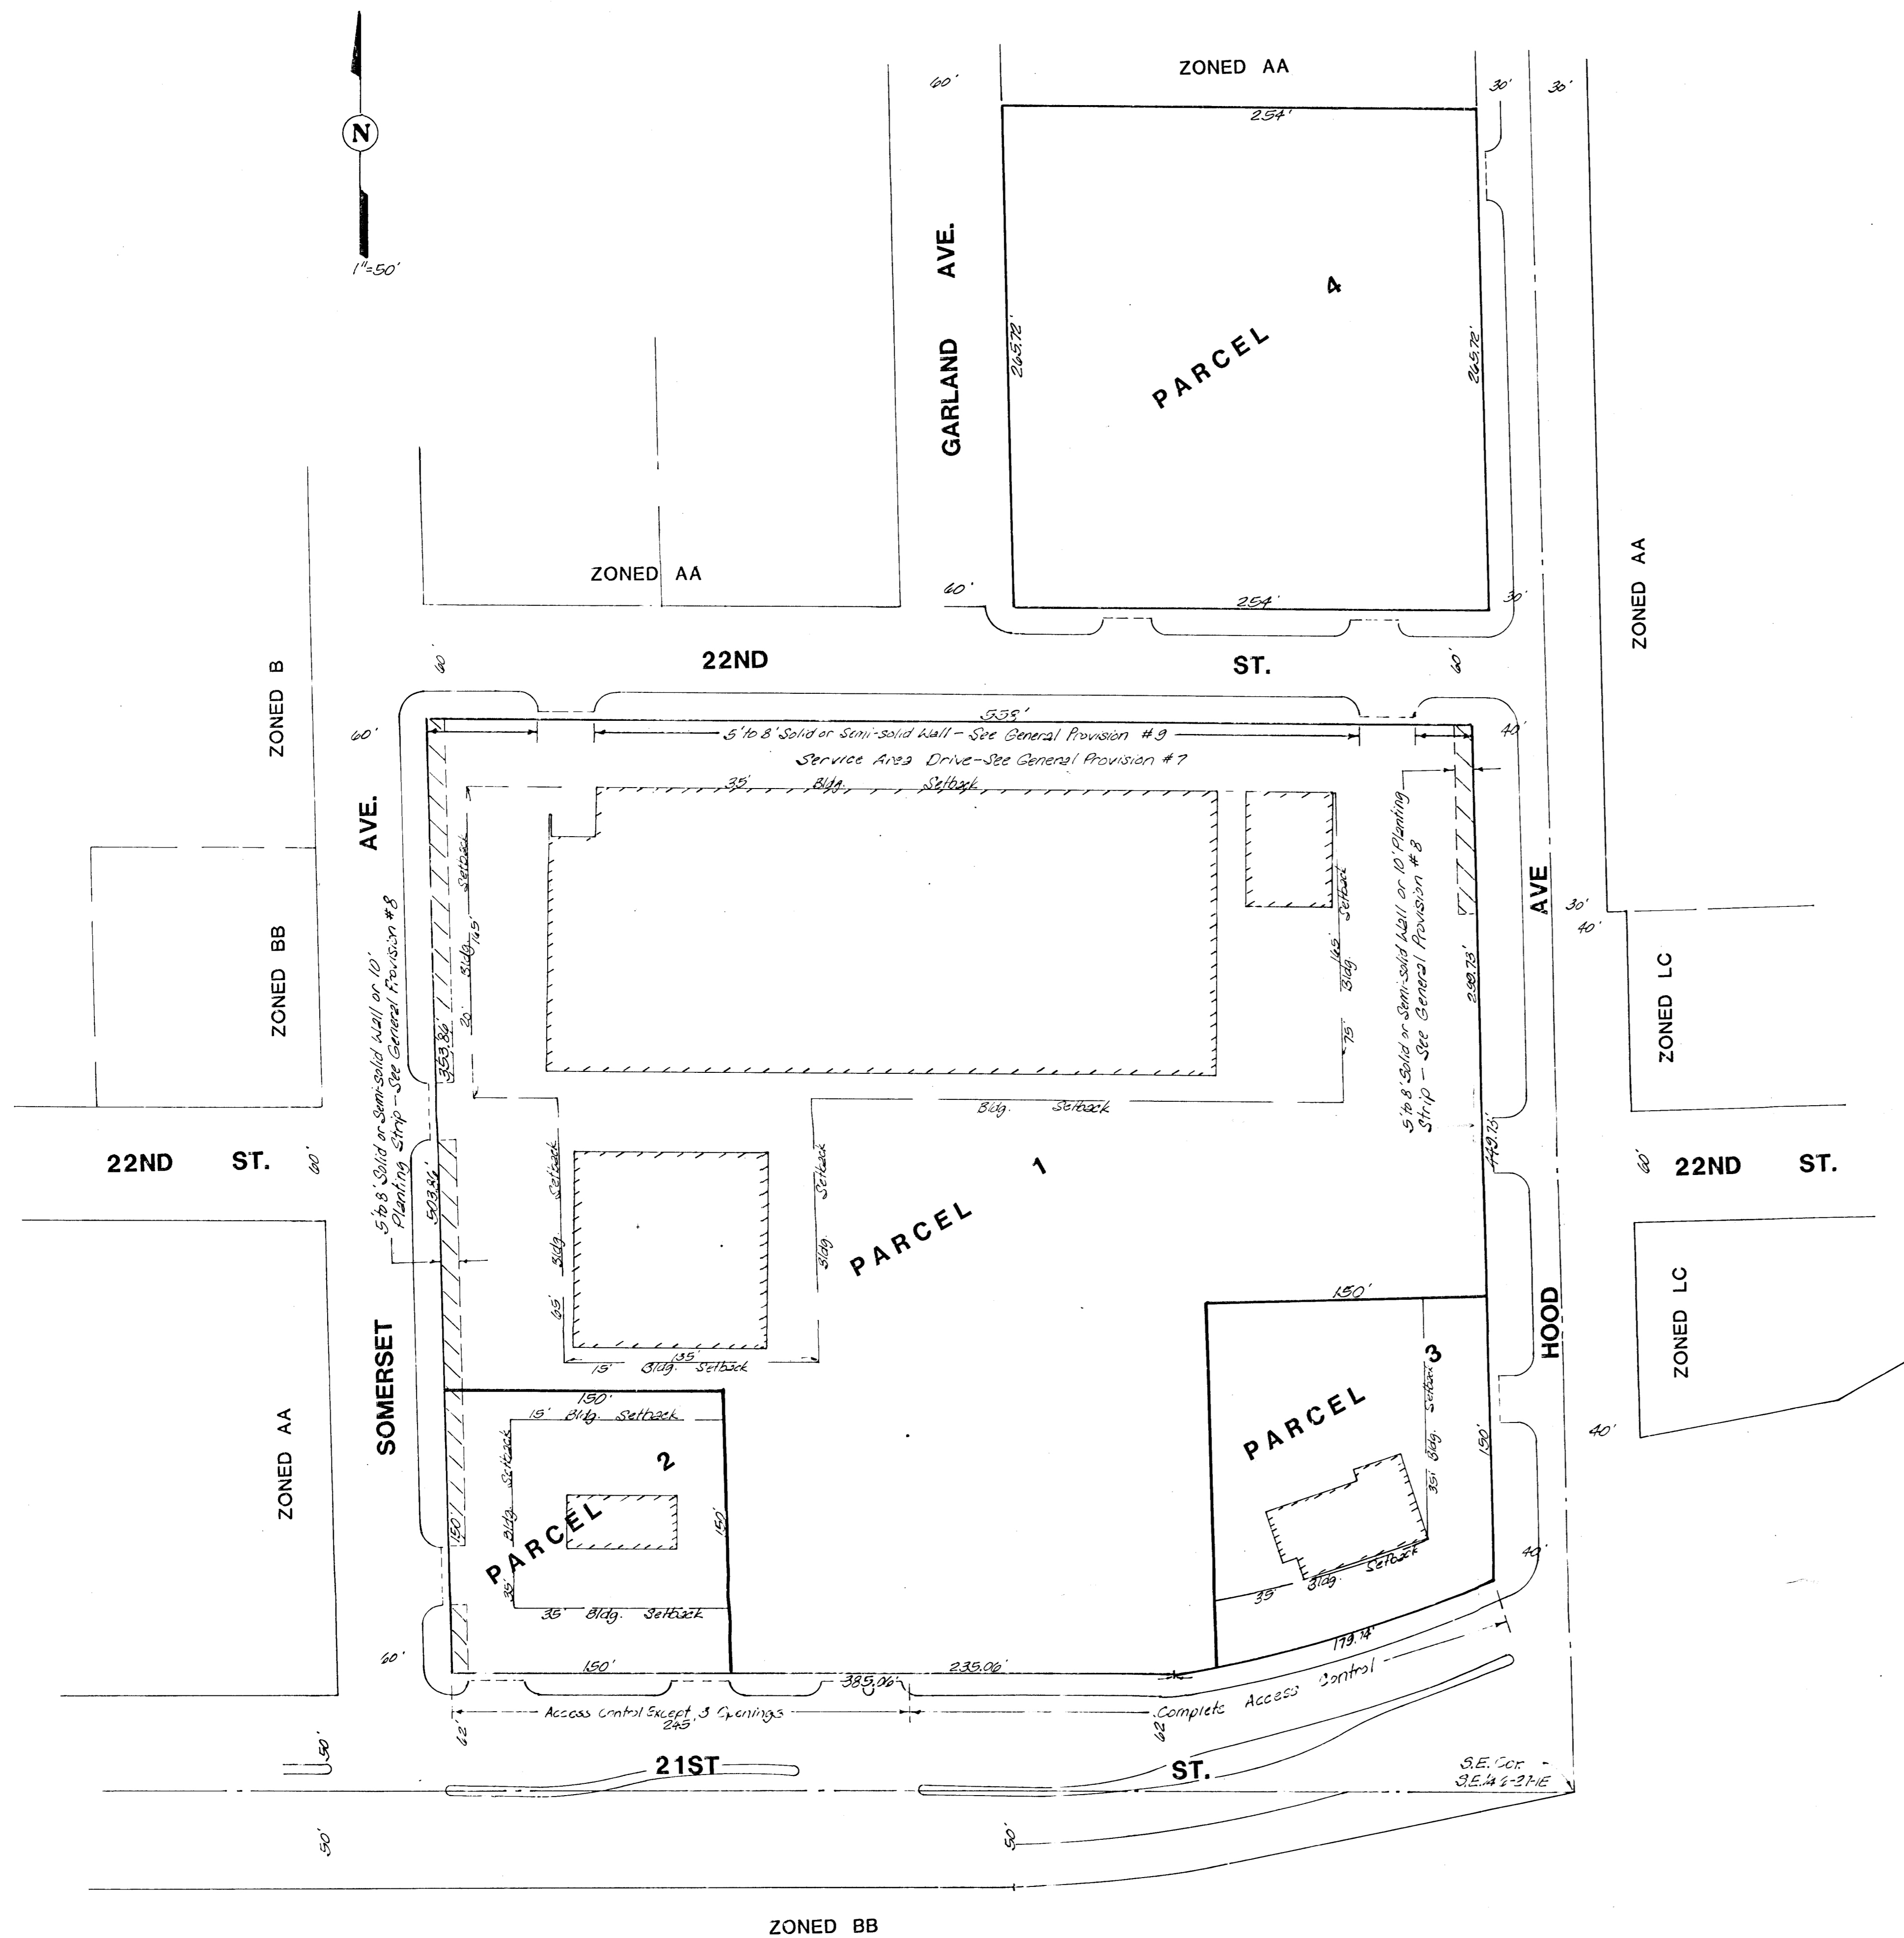 ZONED AA
60'
30'
30'
254'
N
1"=50'
GARLAND AVE.
265.72'
PARCEL 4
265.72'
ZONED AA
ZONED AA
60'
254'
30'
22ND ST.
60'
60'
ZONED B
60'
559'
40'
5' to 8' Solid or Semi-solid Wall - See General Provision #9
Service Area Drive - See General Provision #7
35' Bldg. Setback
SOMERSET AVE.
20' Bldg. Setback
165'
165'
75' Bldg. Setback
5' to 8' Solid or Semi-solid Wall or 10' Planting
Strip - See General Provision #8
HOOD AVE
30'
40'
ZONED BB
5' to 8' Solid or Semi-solid Wall or 10'
Planting Strip - See General Provision #8
353.86'
299.73'
ZONED LC
Bldg. Setback
449.73'
22ND ST.
60'
503.86'
65' Bldg. Setback
Bldg. Setback
PARCEL 1
60'
22ND ST.
135'
15' Bldg. Setback
150'
ZONED LC
150'
15' Bldg. Setback
35' Bldg. Setback
PARCEL 2
150'
150'
PARCEL 3
35' Bldg. Setback
150'
40'
ZONED AA
35' Bldg. Setback
35' Bldg. Setback
40'
60'
150'
385.06'
235.06'
179.74'
Access Control Except 3 Openings
245'
Complete Access Control
62'
62'
50'
21ST ST.
S.E. Cor.
50'
50'
ZONED BB